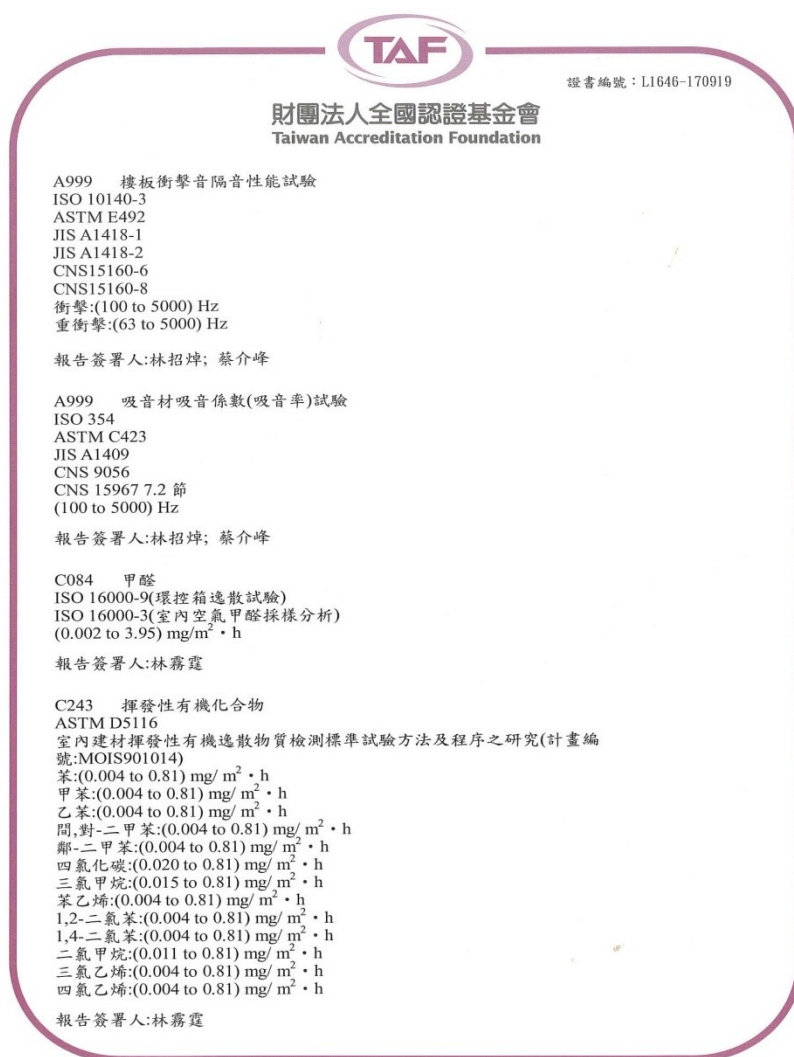 TAF
證書編號：L1646-170919
財團法人全國認證基金會
Taiwan Accreditation Foundation
A999 樓板衝擊音隔音性能試驗
ISO 10140-3
ASTM E492
JIS A1418-1
JIS A1418-2
CNS15160-6
CNS15160-8
衝擊:(100 to 5000) Hz
重衝擊:(63 to 5000) Hz
報告簽署人:林招焯; 蔡介峰
A999 吸音材吸音係數(吸音率)試驗
ISO 354
ASTM C423
JIS A1409
CNS 9056
CNS 15967 7.2 節
(100 to 5000) Hz
報告簽署人:林招焯; 蔡介峰
C084 甲醛
ISO 16000-9(環控箱逸散試驗)
ISO 16000-3(室內空氣甲醛採樣分析)
(0.002 to 3.95) mg/m²・h
報告簽署人:林霧霆
C243 揮發性有機化合物
ASTM D5116
室內建材揮發性有機逸散物質檢測標準試驗方法及程序之研究(計畫編
號:MOIS901014)
苯:(0.004 to 0.81) mg/ m²・h
甲苯:(0.004 to 0.81) mg/ m²・h
乙苯:(0.004 to 0.81) mg/ m²・h
間,對-二甲苯:(0.004 to 0.81) mg/ m²・h
鄰-二甲苯:(0.004 to 0.81) mg/ m²・h
四氯化碳:(0.020 to 0.81) mg/ m²・h
三氯甲烷:(0.015 to 0.81) mg/ m²・h
苯乙烯:(0.004 to 0.81) mg/ m²・h
1,2-二氯苯:(0.004 to 0.81) mg/ m²・h
1,4-二氯苯:(0.004 to 0.81) mg/ m²・h
二氯甲烷:(0.011 to 0.81) mg/ m²・h
三氯乙烯:(0.004 to 0.81) mg/ m²・h
四氯乙烯:(0.004 to 0.81) mg/ m²・h
報告簽署人:林霧霆